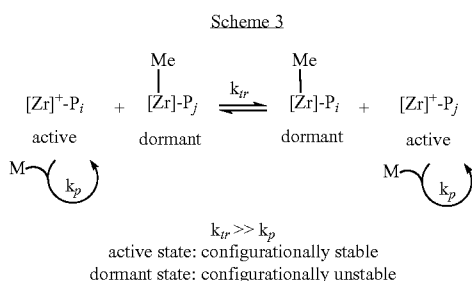 Scheme 3
Me Me
[Zr]⁺-Pᵢ + [Zr]-Pⱼ kₜᵣ [Zr]-Pᵢ + [Zr]⁺-Pⱼ
active dormant dormant active
M kₚ M kₚ
kₜᵣ >> kₚ
active state: configurationally stable
dormant state: configurationally unstable